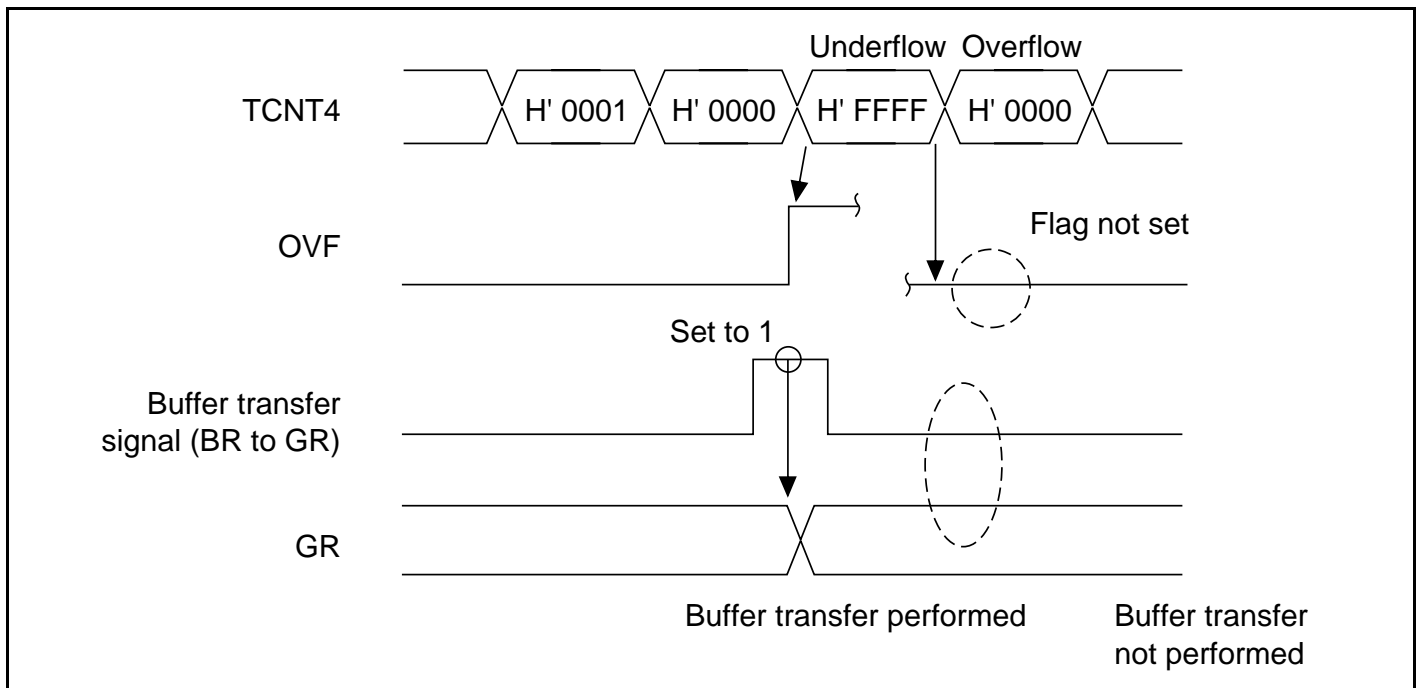 Underflow Overflow
TCNT4
H' 0001 H' 0000 H' FFFF H' 0000
Flag not set
OVF
Set to 1
Buffer transfer
signal (BR to GR)
GR
Buffer transfer performed
Buffer transfer
not performed